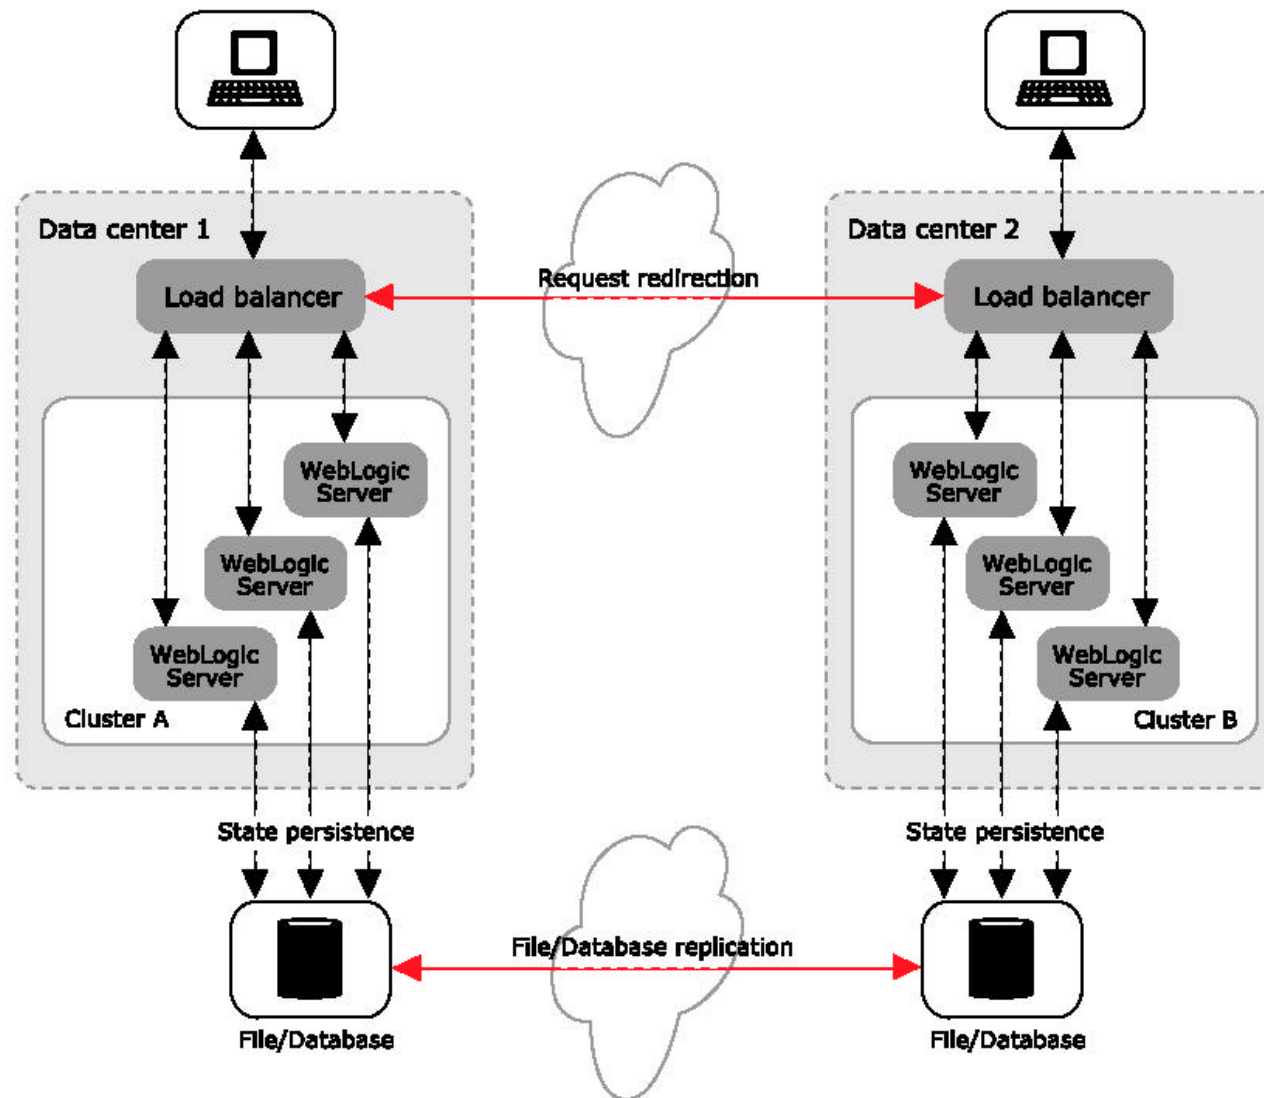 Data center 1
Data center 2
Load balancer
Request redirection
Load balancer
WebLogic
Server
WebLogic
Server
WebLogic
Server
WebLogic
Server
WebLogic
Server
WebLogic
Server
Cluster A
Cluster B
State persistence
State persistence
File/Database replication
File/Database
File/Database